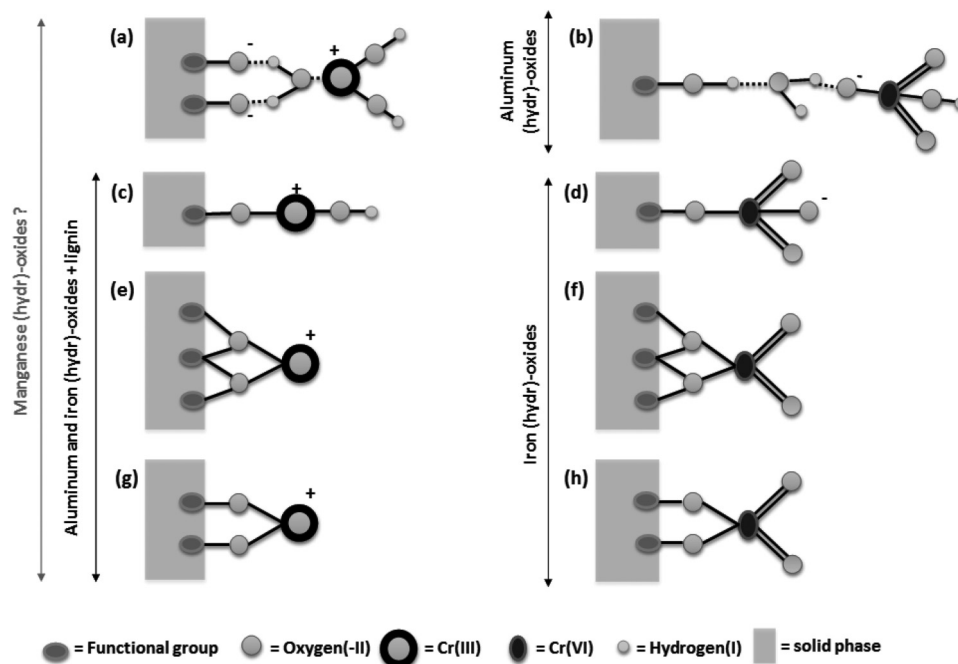 (a)
-
+
-
(b)
-
Aluminum
(hydr)-oxides
Manganese (hydr)-oxides ?
Aluminum and iron (hydr)-oxides + lignin
(c)
+
(d)
-
(e)
+
(f)
Iron (hydr)-oxides
(g)
+
(h)
= Functional group
= Oxygen(-II)
= Cr(III)
= Cr(VI)
= Hydrogen(I)
= solid phase